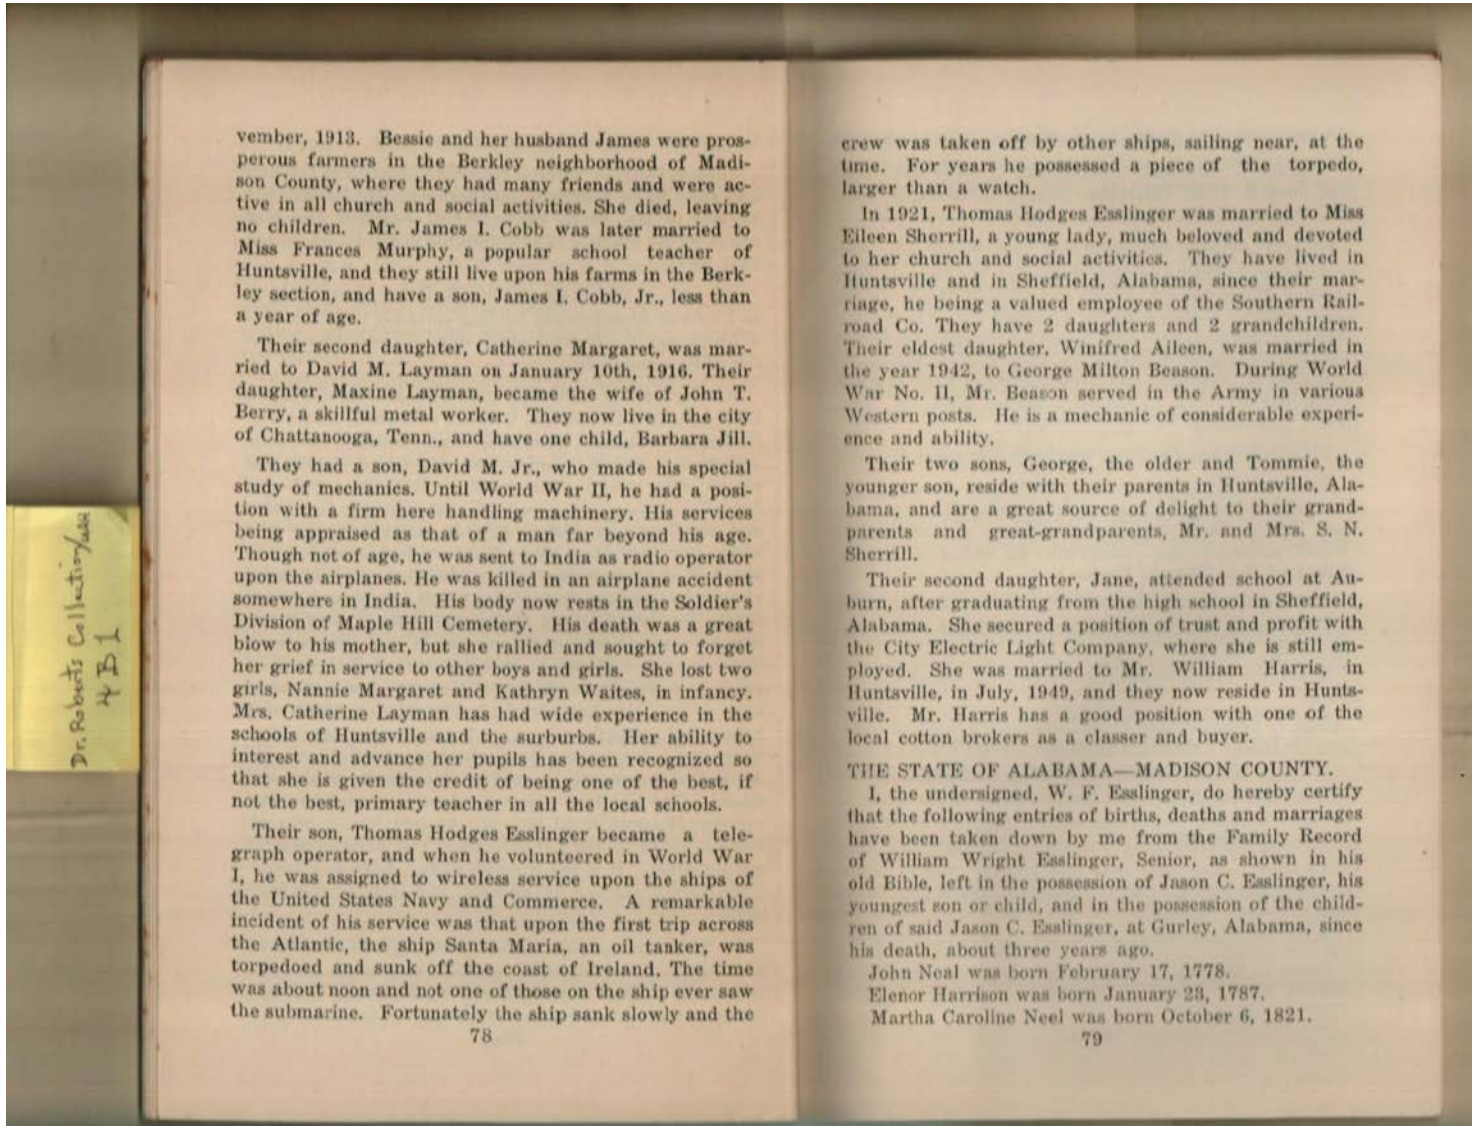 vember, 1913. Bessie and her husband James were pros-
perous farmers in the Berkley neighborhood of Madi-
son County, where they had many friends and were ac-
tive in all church and social activities. She died, leaving
no children. Mr. James I. Cobb was later married to
Miss Frances Murphy, a popular school teacher of
Huntsville, and they still live upon his farms in the Berk-
ley section, and have a son, James I. Cobb, Jr., less than
a year of age.
Their second daughter, Catherine Margaret, was mar-
ried to David M. Layman on January 10th, 1916. Their
daughter, Maxine Layman, became the wife of John T.
Berry, a skillful metal worker. They now live in the city
of Chattanooga, Tenn., and have one child, Barbara Jill.
They had a son, David M. Jr., who made his special
study of mechanics. Until World War II, he had a posi-
tion with a firm here handling machinery. His services
being appraised as that of a man far beyond his age.
Though not of age, he was sent to India as radio operator
upon the airplanes. He was killed in an airplane accident
somewhere in India. His body now rests in the Soldier's
Division of Maple Hill Cemetery. His death was a great
blow to his mother, but she rallied and sought to forget
her grief in service to other boys and girls. She lost two
girls, Nannie Margaret and Kathryn Waites, in infancy.
Mrs. Catherine Layman has had wide experience in the
schools of Huntsville and the surburbs. Her ability to
interest and advance her pupils has been recognized so
that she is given the credit of being one of the best, if
not the best, primary teacher in all the local schools.
Their son, Thomas Hodges Esslinger became a tele-
graph operator, and when he volunteered in World War
I, he was assigned to wireless service upon the ships of
the United States Navy and Commerce. A remarkable
incident of his service was that upon the first trip across
the Atlantic, the ship Santa Maria, an oil tanker, was
torpedoed and sunk off the coast of Ireland. The time
was about noon and not one of those on the ship ever saw
the submarine. Fortunately the ship sank slowly and the
78
crew was taken off by other ships, sailing near, at the
time. For years he possessed a piece of the torpedo,
larger than a watch.
In 1921, Thomas Hodges Esslinger was married to Miss
Eileen Sherrill, a young lady, much beloved and devoted
to her church and social activities. They have lived in
Huntsville and in Sheffield, Alabama, since their mar-
riage, he being a valued employee of the Southern Rail-
road Co. They have 2 daughters and 2 grandchildren.
Their eldest daughter, Winifred Aileen, was married in
the year 1942, to George Milton Beason. During World
War No. II, Mr. Beason served in the Army in various
Western posts. He is a mechanic of considerable experi-
ence and ability.
Their two sons, George, the older and Tommie, the
younger son, reside with their parents in Huntsville, Ala-
bama, and are a great source of delight to their grand-
parents and great-grandparents, Mr. and Mrs. S. N.
Sherrill.
Their second daughter, Jane, attended school at Au-
burn, after graduating from the high school in Sheffield,
Alabama. She secured a position of trust and profit with
the City Electric Light Company, where she is still em-
ployed. She was married to Mr. William Harris, in
Huntsville, in July, 1949, and they now reside in Hunts-
ville. Mr. Harris has a good position with one of the
local cotton brokers as a classer and buyer.
THE STATE OF ALABAMA—MADISON COUNTY.
I, the undersigned, W. F. Esslinger, do hereby certify
that the following entries of births, deaths and marriages
have been taken down by me from the Family Record
of William Wright Esslinger, Senior, as shown in his
old Bible, left in the possession of Jason C. Esslinger, his
youngest son or child, and in the possession of the child-
ren of said Jason C. Esslinger, at Gurley, Alabama, since
his death, about three years ago.
John Neal was born February 17, 1778.
Elenor Harrison was born January 23, 1787.
Martha Caroline Neel was born October 6, 1821.
79
Dr. Roberts Collection/
4 B 1